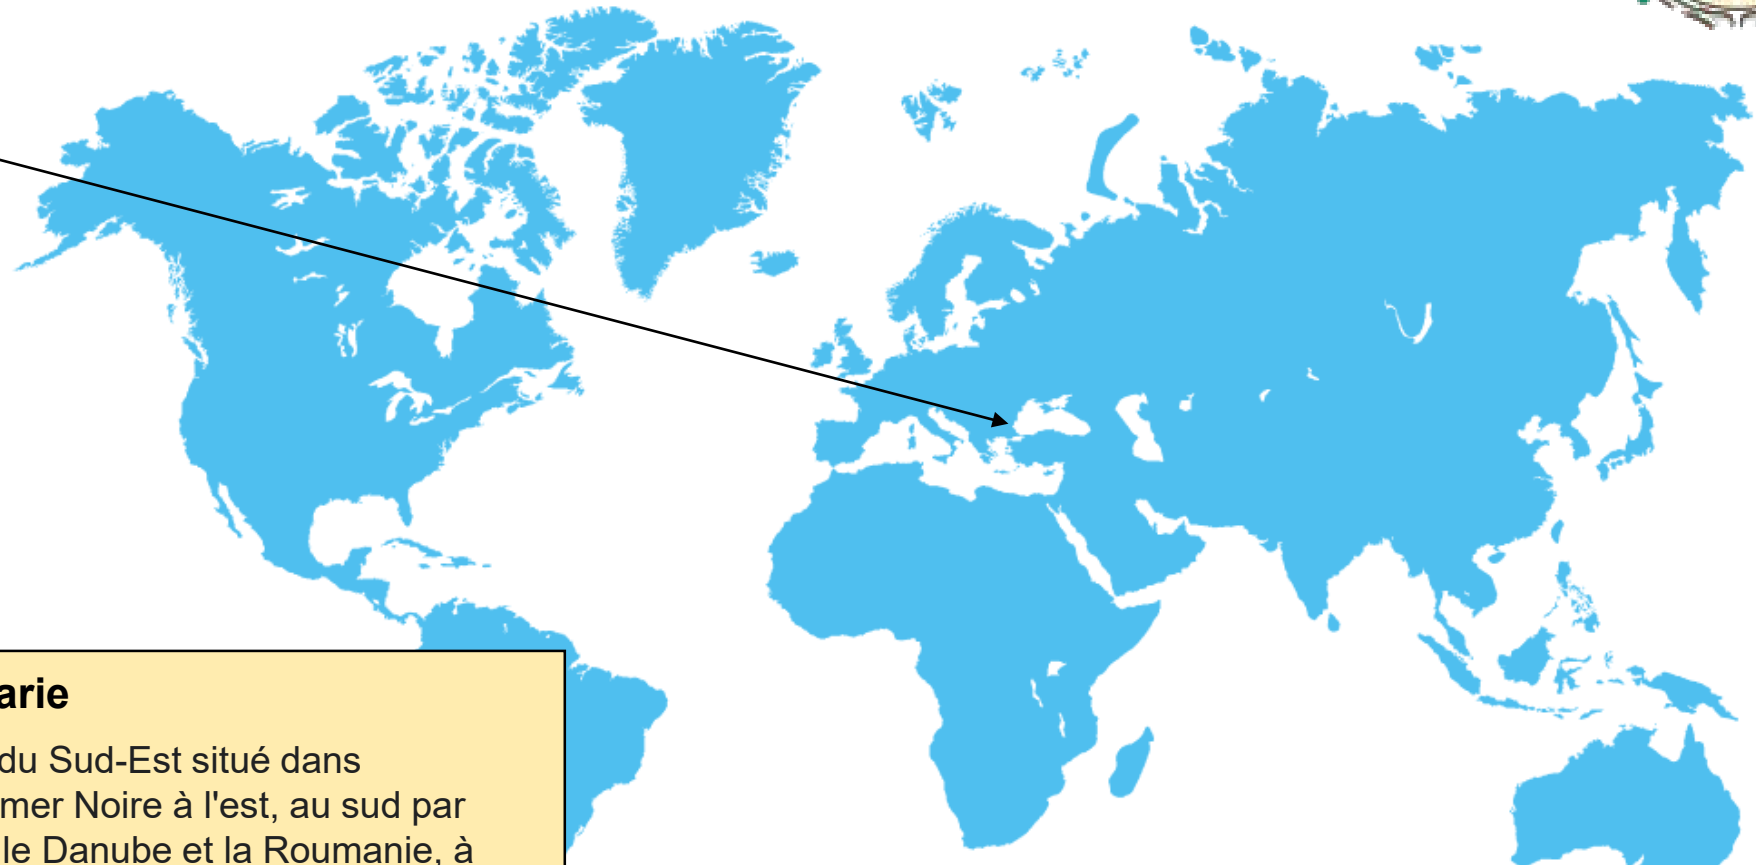 arie
du Sud-Est situé dans
mer Noire à l'est, au sud par
le Danube et la Roumanie, à